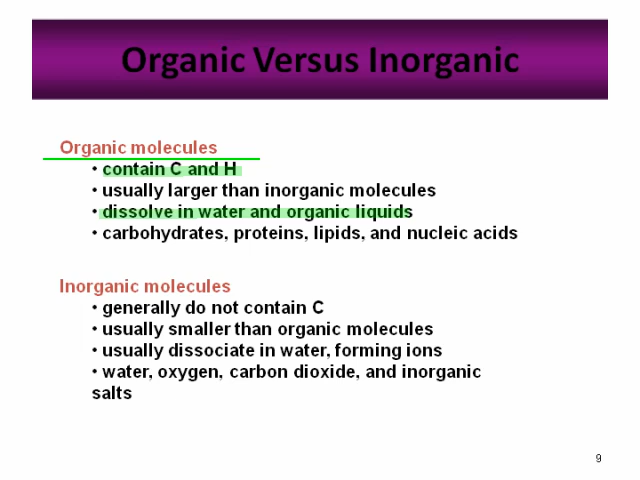 Organic Versus Inorganic
Organic molecules
• contain C and H
• usually larger than inorganic molecules
• dissolve in water and organic liquids
• carbohydrates, proteins, lipids, and nucleic acids
Inorganic molecules
• generally do not contain C
• usually smaller than organic molecules
• usually dissociate in water, forming ions
• water, oxygen, carbon dioxide, and inorganic
salts
9